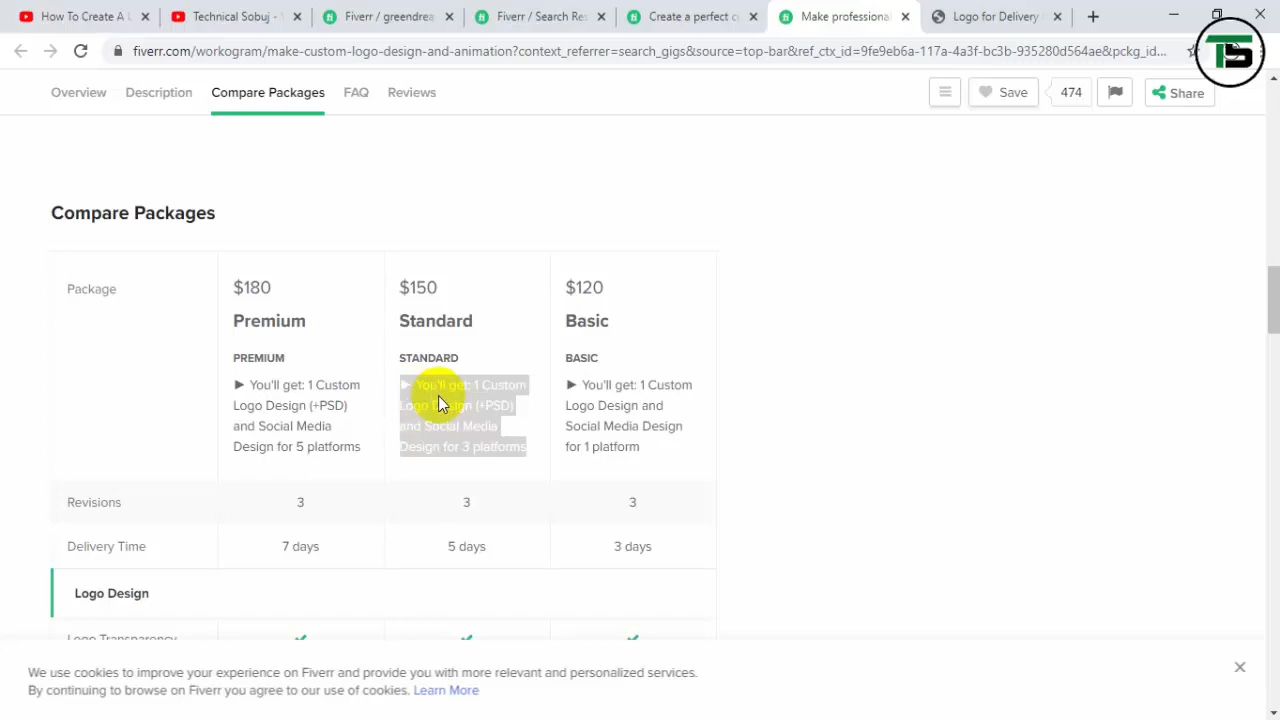 How To Create A L
Technical Sobuj -
Fiverr / greendrea
Fiverr / Search Res
Create a perfect co
Make professional
Logo for Delivery
fiverr.com/workogram/make-custom-logo-design-and-animation?context_referrer=search_gigs&source=top-bar&ref_ctx_id=9fe9eb6a-117a-4a3f-bc3b-935280d564ae&pckg_id...
TS
Overview Description Compare Packages FAQ Reviews
Save 474 Share
Compare Packages
Package
$180
Premium
PREMIUM
► You'll get: 1 Custom
Logo Design (+PSD)
and Social Media
Design for 5 platforms
$150
Standard
STANDARD
► You'll get: 1 Custom
Logo Design (+PSD)
and Social Media
Design for 3 platforms
$120
Basic
BASIC
► You'll get: 1 Custom
Logo Design and
Social Media Design
for 1 platform
Revisions 3 3 3
Delivery Time 7 days 5 days 3 days
Logo Design
Logo Transparency
We use cookies to improve your experience on Fiverr and provide you with more relevant and personalized services.
By continuing to browse on Fiverr you agree to our use of cookies. Learn More